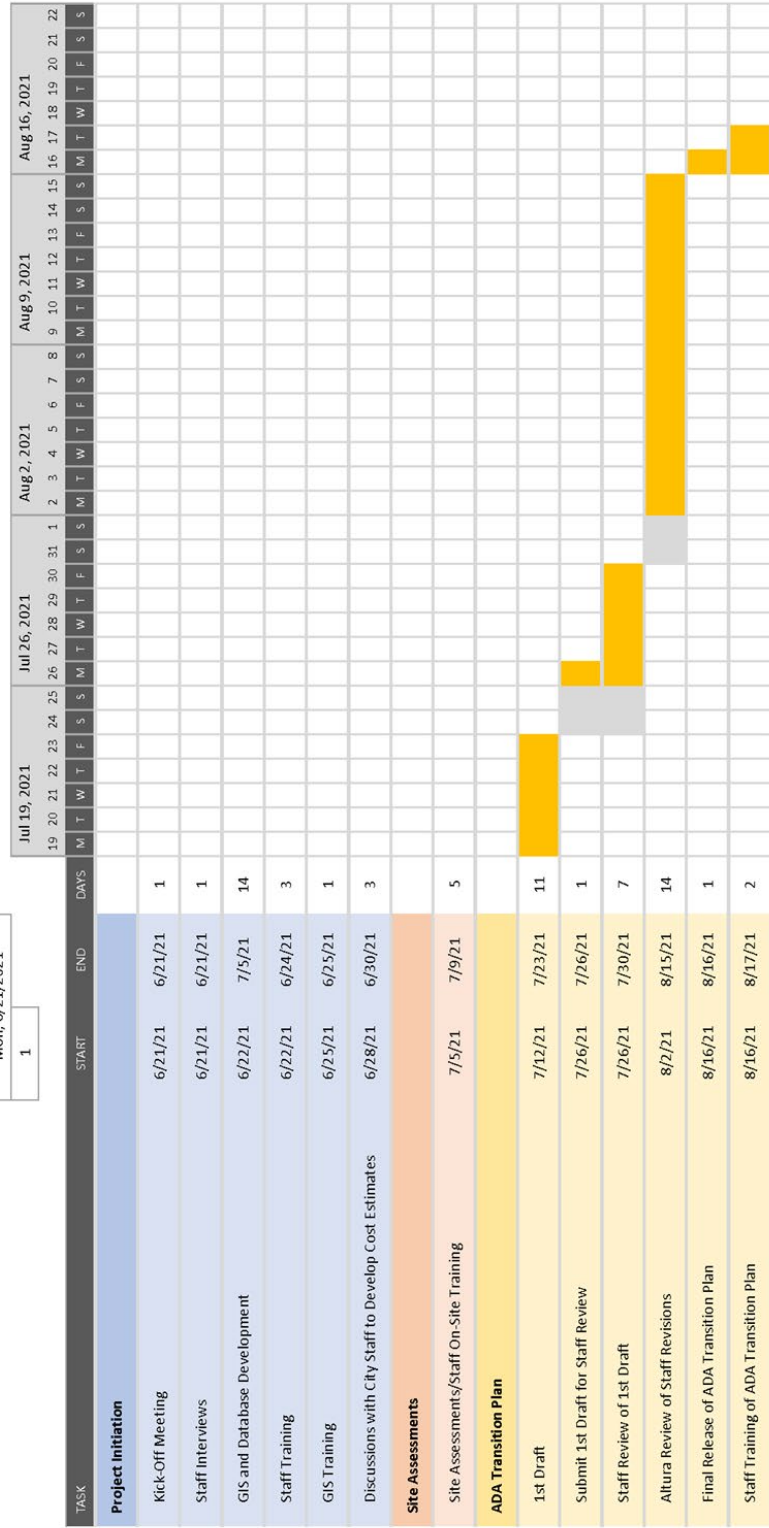 Mon, 6/21/2021
1
Jul 19, 2021 Jul 26, 2021 Aug 2, 2021 Aug 9, 2021 Aug 16, 2021
19 20 21 22 23 24 25 26 27 28 29 30 31 1 2 3 4 5 6 7 8 9 10 11 12 13 14 15 16 17 18 19 20 21 22
TASK START END DAYS M T W T F S S M T W T F S S M T W T F S S M T W T F S S M T W T F S S
Project Initiation
Kick-Off Meeting 6/21/21 6/21/21 1
Staff Interviews 6/21/21 6/21/21 1
GIS and Database Development 6/22/21 7/5/21 14
Staff Training 6/22/21 6/24/21 3
GIS Training 6/25/21 6/25/21 1
Discussions with City Staff to Develop Cost Estimates 6/28/21 6/30/21 3
Site Assessments
Site Assessments/Staff On-Site Training 7/5/21 7/9/21 5
ADA Transition Plan
1st Draft 7/12/21 7/23/21 11
Submit 1st Draft for Staff Review 7/26/21 7/26/21 1
Staff Review of 1st Draft 7/26/21 7/30/21 7
Altura Review of Staff Revisions 8/2/21 8/15/21 14
Final Release of ADA Transition Plan 8/16/21 8/16/21 1
Staff Training of ADA Transition Plan 8/16/21 8/17/21 2